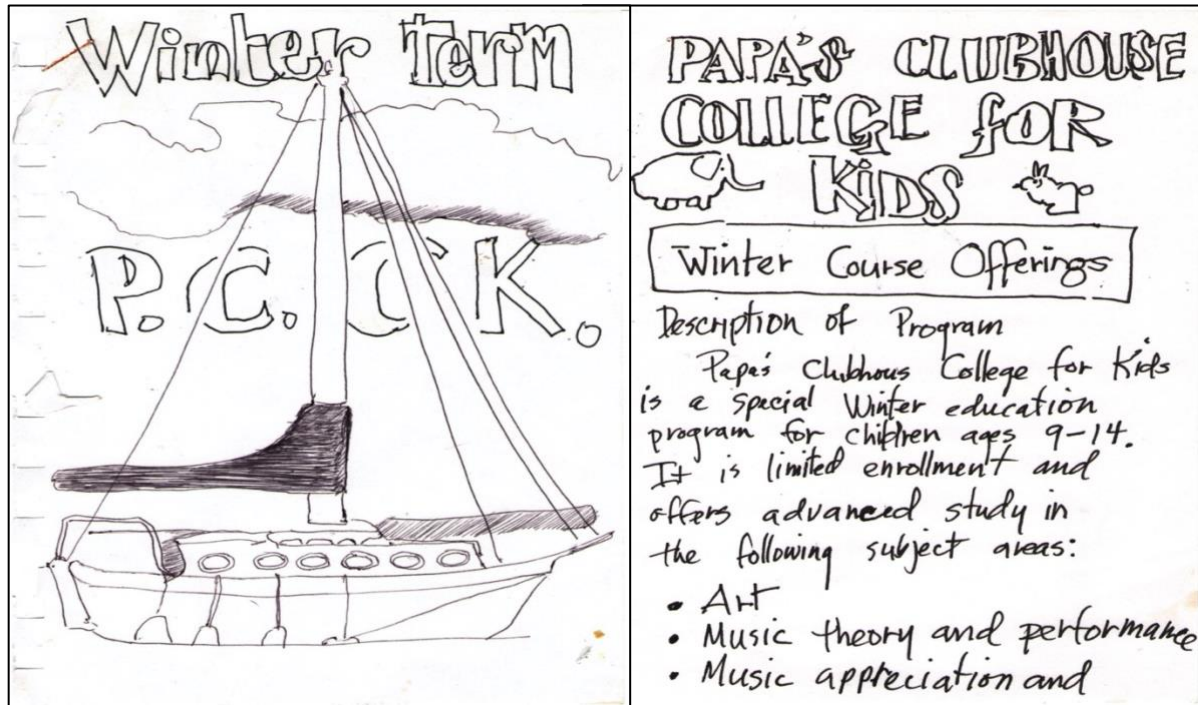 Winter Term
P.C.C K.
PAPA'S CLUBHOUSE
COLLEGE for
KiDS
Winter Course Offerings
Description of Program
Papa's Clubhous College for Kids
is a special Winter education
program for children ages 9-14.
It is limited enrollment and
offers advanced study in
the following subject areas:
• Art
• Music theory and performance
• Music appreciation and